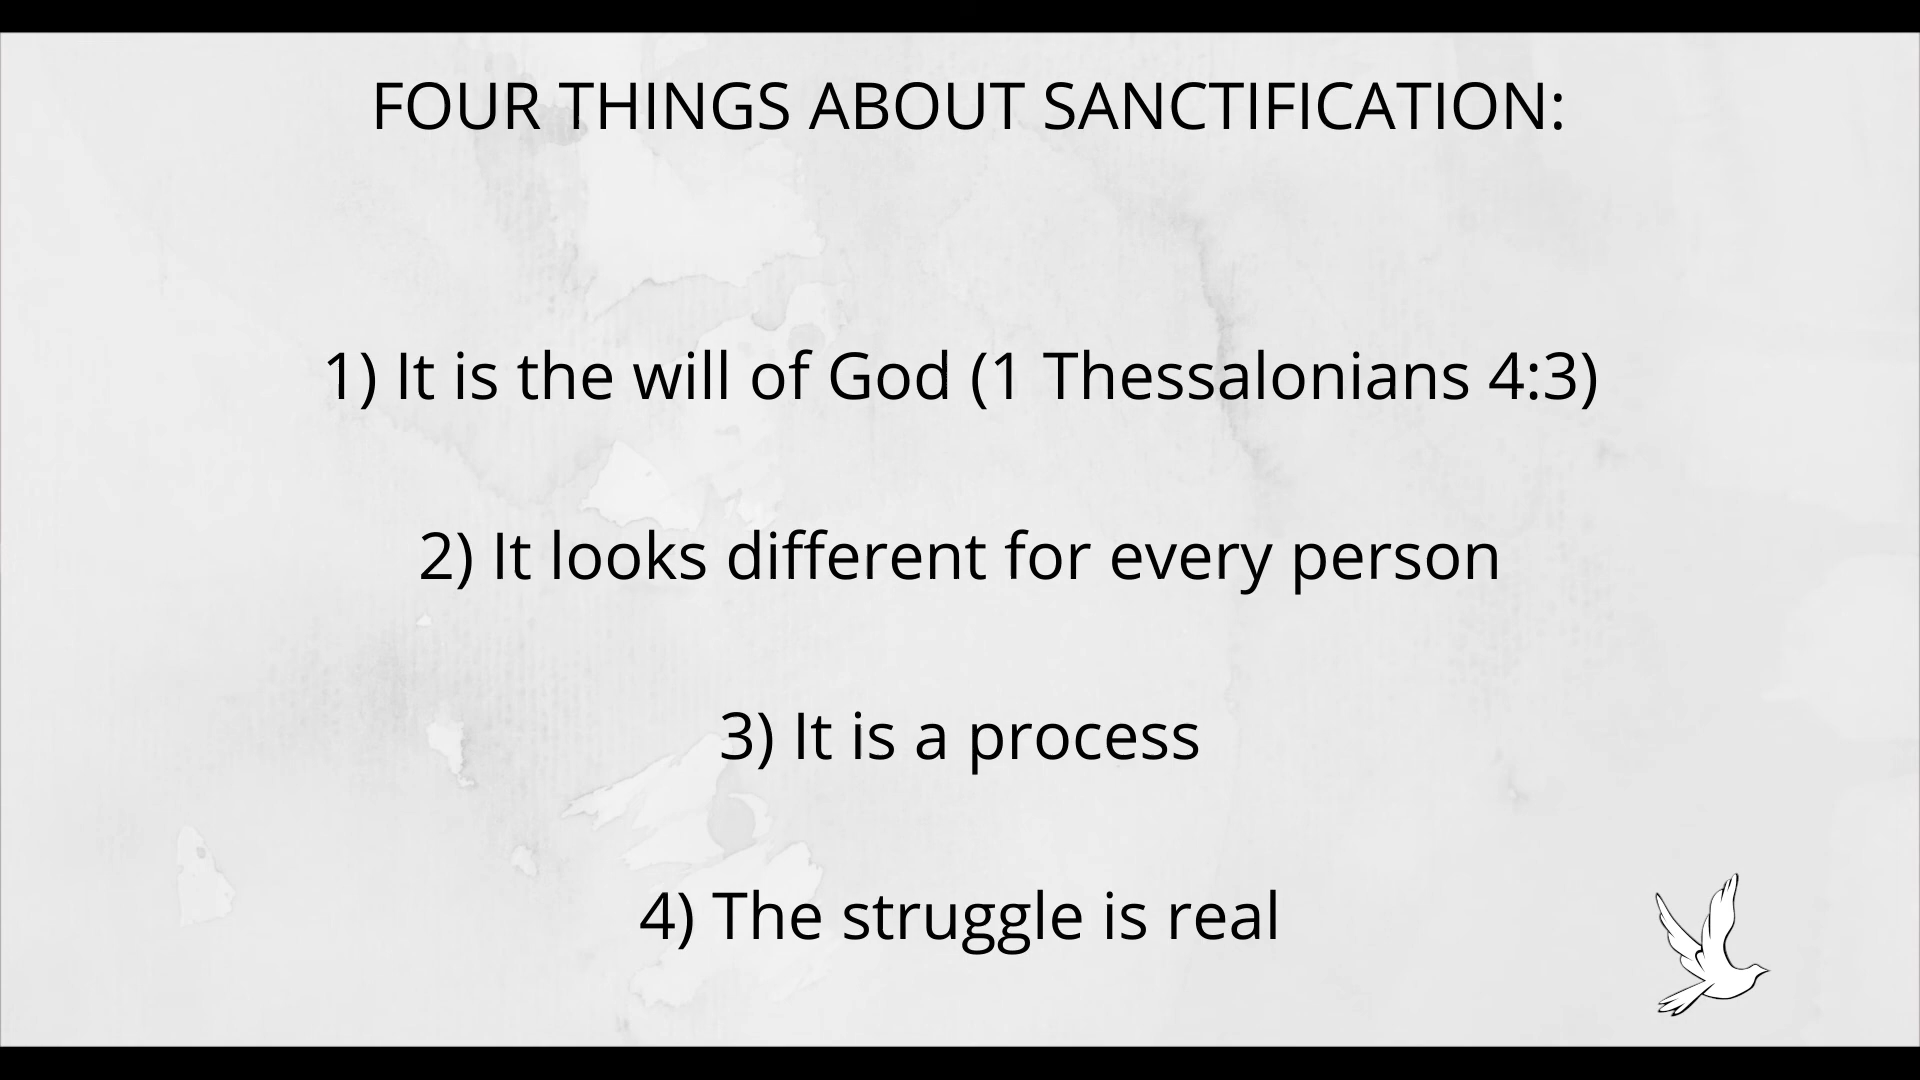 FOUR THINGS ABOUT SANCTIFICATION:
1) It is the will of God (1 Thessalonians 4:3)
2) It looks different for every person
3) It is a process
4) The struggle is real